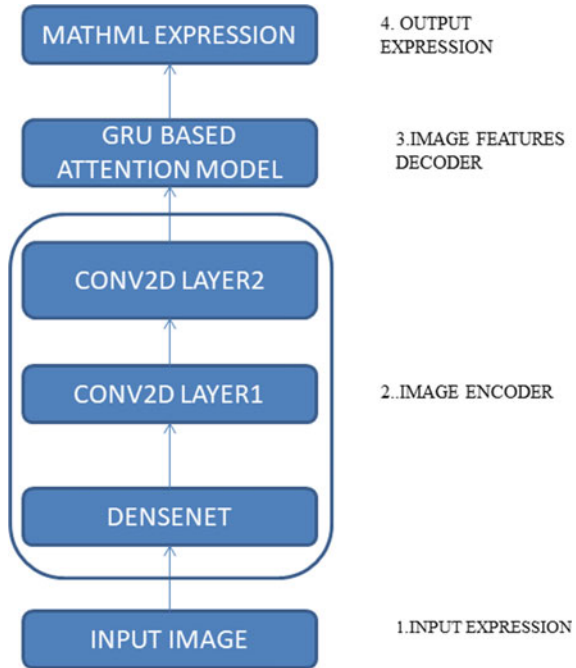 MATHML EXPRESSION
4. OUTPUT
EXPRESSION
GRU BASED
ATTENTION MODEL
3.IMAGE FEATURES
DECODER
CONV2D LAYER2
CONV2D LAYER1
2..IMAGE ENCODER
DENSENET
INPUT IMAGE
1.INPUT EXPRESSION